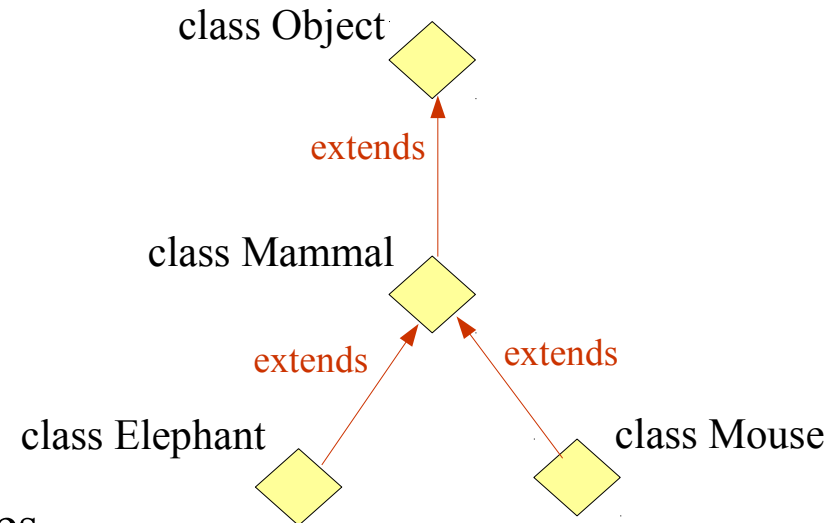 class Object
extends
class Mammal
extends
extends
class Elephant
class Mouse